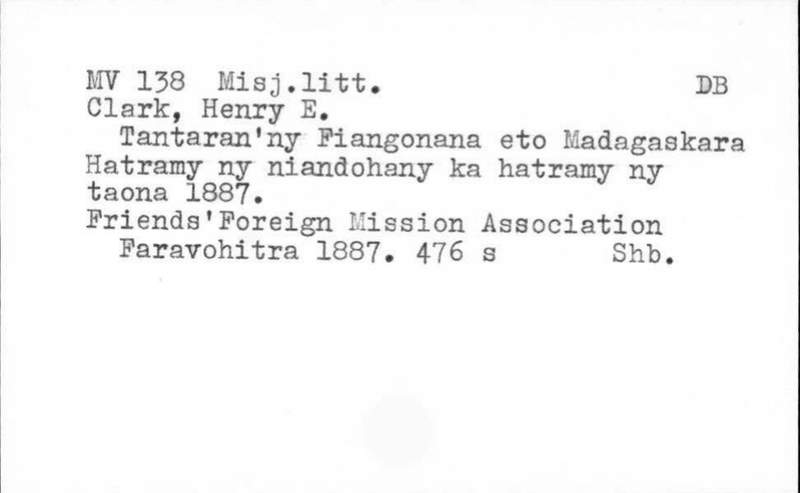 MV 138 Misj.litt. DB
Clark, Henry E.
Tantaran'ny Fiangonana eto Madagaskara
Hatramy ny niandohany ka hatramy ny
taona 1887.
Friends'Foreign Mission Association
Faravohitra 1887. 476 s Shb.